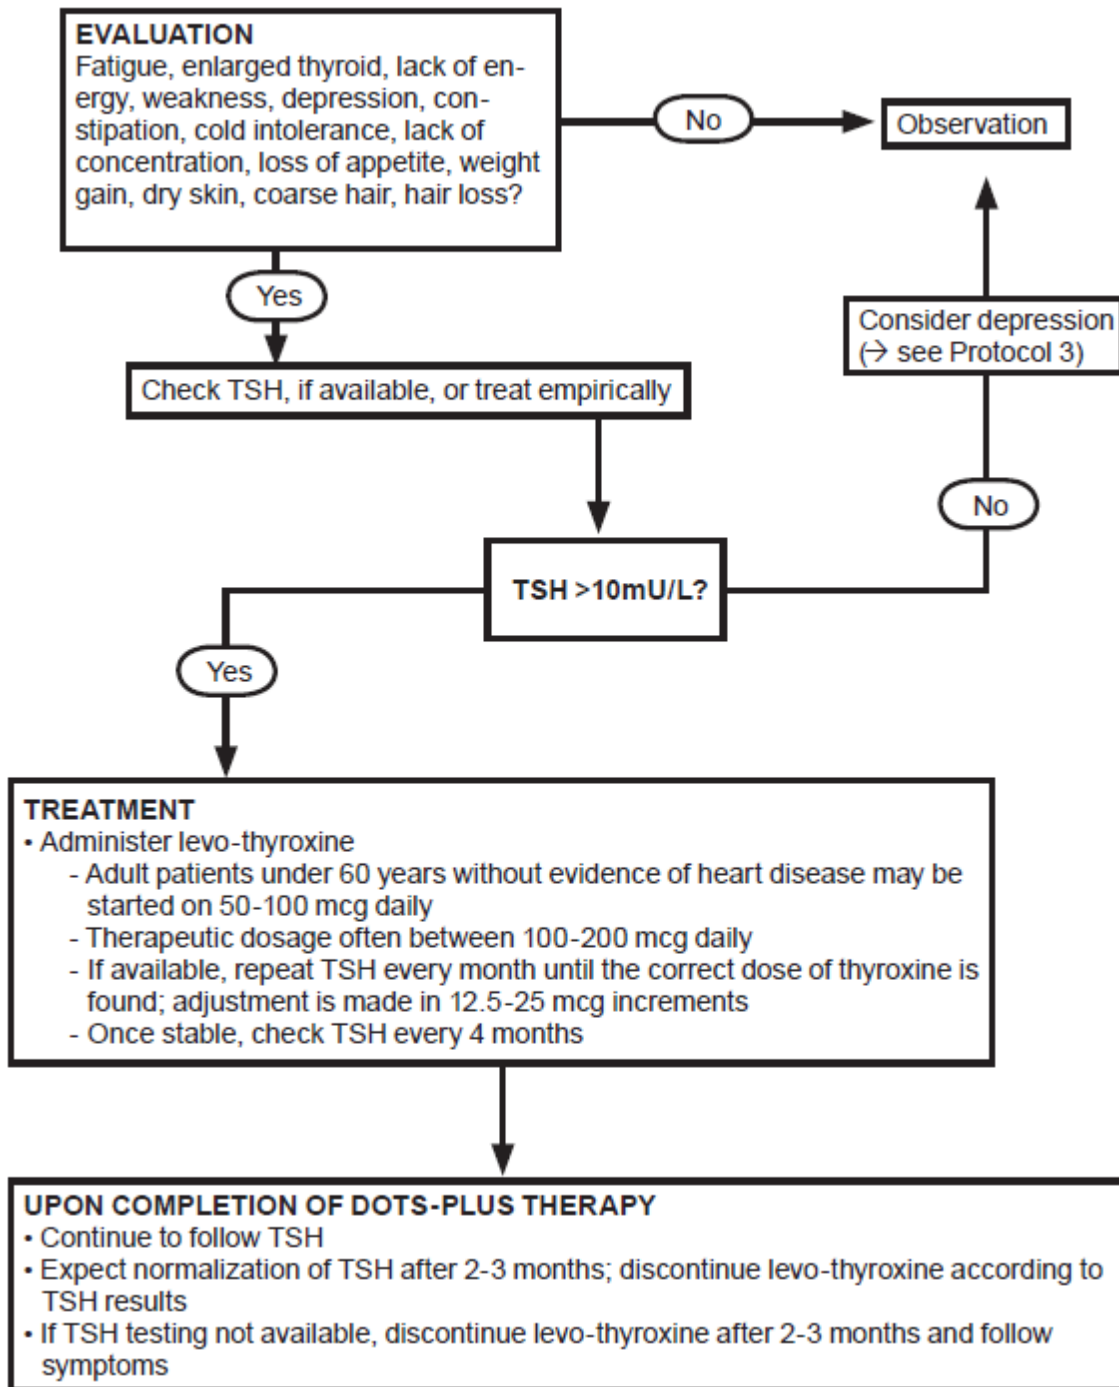 EVALUATION
Fatigue, enlarged thyroid, lack of en-
ergy, weakness, depression, con-
stipation, cold intolerance, lack of
concentration, loss of appetite, weight
gain, dry skin, coarse hair, hair loss?
No
Observation
Yes
Consider depression
(→ see Protocol 3)
Check TSH, if available, or treat empirically
No
TSH >10mU/L?
Yes
TREATMENT
• Administer levo-thyroxine
- Adult patients under 60 years without evidence of heart disease may be
started on 50-100 mcg daily
- Therapeutic dosage often between 100-200 mcg daily
- If available, repeat TSH every month until the correct dose of thyroxine is
found; adjustment is made in 12.5-25 mcg increments
- Once stable, check TSH every 4 months
UPON COMPLETION OF DOTS-PLUS THERAPY
• Continue to follow TSH
• Expect normalization of TSH after 2-3 months; discontinue levo-thyroxine according to
TSH results
• If TSH testing not available, discontinue levo-thyroxine after 2-3 months and follow
symptoms